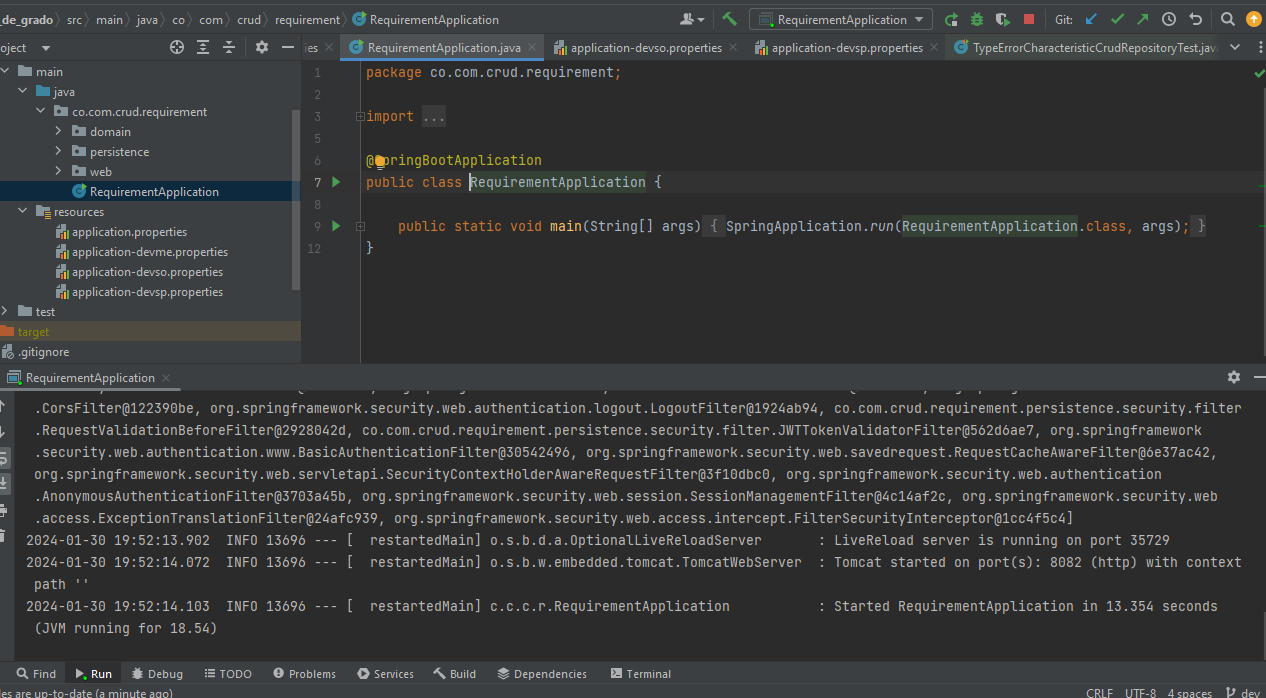 _de_grado src main java co com crud requirement RequirementApplication RequirementApplication Git:
oject ies RequirementApplication.java application-devso.properties application-devsp.properties TypeErrorCharacteristicCrudRepositoryTest.jav
main
java
co.com.crud.requirement
domain
persistence
web
RequirementApplication
resources
application.properties
application-devme.properties
application-devso.properties
application-devsp.properties
test
target
.gitignore
1 package co.com.crud.requirement;
2
3 import ...
5
6 @SpringBootApplication
7 public class RequirementApplication {
8
9 public static void main(String[] args) { SpringApplication.run(RequirementApplication.class, args); }
12 }
RequirementApplication
.CorsFilter@122390be, org.springframework.security.web.authentication.logout.LogoutFilter@1924ab94, co.com.crud.requirement.persistence.security.filter
.RequestValidationBeforeFilter@2928042d, co.com.crud.requirement.persistence.security.filter.JWTTokenValidatorFilter@562d6ae7, org.springframework
.security.web.authentication.www.BasicAuthenticationFilter@30542496, org.springframework.security.web.savedrequest.RequestCacheAwareFilter@6e37ac42,
org.springframework.security.web.servletapi.SecurityContextHolderAwareRequestFilter@3f10dbc0, org.springframework.security.web.authentication
.AnonymousAuthenticationFilter@3703a45b, org.springframework.security.web.session.SessionManagementFilter@4c14af2c, org.springframework.security.web
.access.ExceptionTranslationFilter@24afc939, org.springframework.security.web.access.intercept.FilterSecurityInterceptor@1cc4f5c4]
2024-01-30 19:52:13.902 INFO 13696 --- [ restartedMain] o.s.b.d.a.OptionalLiveReloadServer : LiveReload server is running on port 35729
2024-01-30 19:52:14.072 INFO 13696 --- [ restartedMain] o.s.b.w.embedded.tomcat.TomcatWebServer : Tomcat started on port(s): 8082 (http) with context
path ''
2024-01-30 19:52:14.103 INFO 13696 --- [ restartedMain] c.c.c.r.RequirementApplication : Started RequirementApplication in 13.354 seconds
(JVM running for 18.54)
Find Run Debug TODO Problems Services Build Dependencies Terminal
les are up-to-date (a minute ago) CRLF UTF-8 4 spaces dev